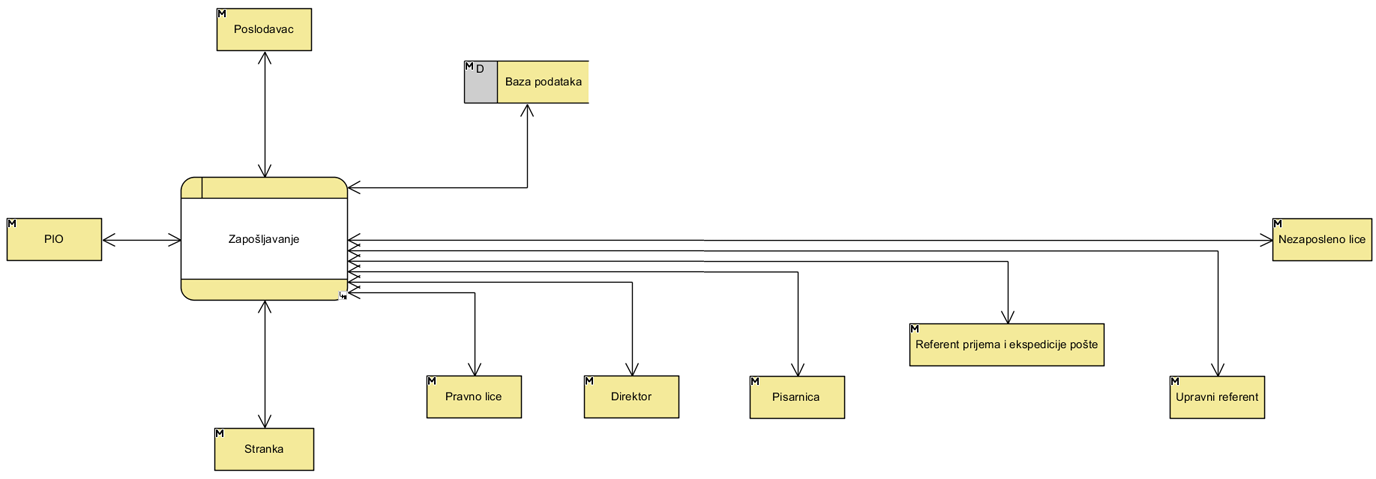 M
Poslodavac
M D
Baza podataka
M
PIO
Zapošljavanje
M
Nezaposleno lice
M
Referent prijema i ekspedicije pošte
M
Pravno lice
M
Direktor
M
Pisarnica
M
Upravni referent
M
Stranka